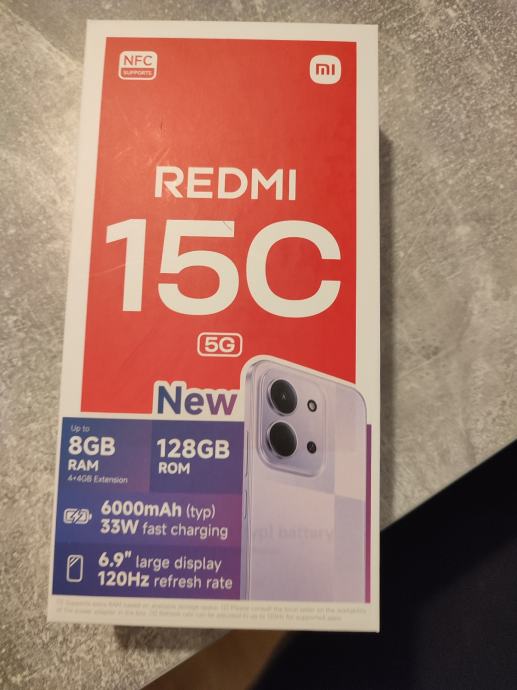 NFC
SUPPORTS
mi
REDMI
15C
5G
New
Up to
8GB
RAM
4+4GB Extension
128GB
ROM
6000mAh (typ)
33W fast charging
6.9" large display
120Hz refresh rate